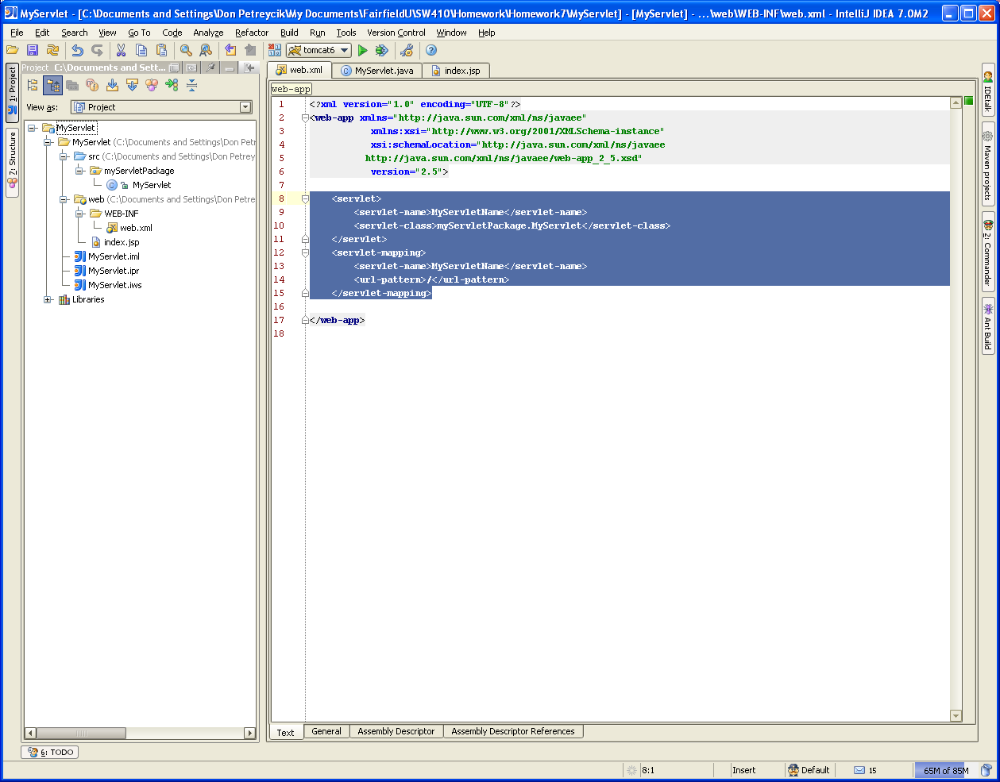 MyServlet - [C:\Documents and Settings\Don Petreycik\My Documents\FairfieldU\SW410\Homework\Homework7\MyServlet] - [MyServlet] - ...\web\WEB-INF\web.xml - IntelliJ IDEA 7.0M2
File Edit Search View Go To Code Analyze Refactor Build Run Tools Version Control Window Help
tomcat6
Project C:\Documents and Sett...
web.xml MyServlet.java index.jsp
1: Project
7: Structure
View as: Project
MyServlet
MyServlet (C:\Documents and Settings\Don Petr
src (C:\Documents and Settings\Don Petrey
myServletPackage
MyServlet
web (C:\Documents and Settings\Don Petre
WEB-INF
web.xml
index.jsp
MyServlet.iml
MyServlet.ipr
MyServlet.iws
Libraries
web-app
1 <?xml version="1.0" encoding="UTF-8"?>
2 <web-app xmlns="http://java.sun.com/xml/ns/javaee"
3 xmlns:xsi="http://www.w3.org/2001/XMLSchema-instance"
4 xsi:schemaLocation="http://java.sun.com/xml/ns/javaee
5 http://java.sun.com/xml/ns/javaee/web-app_2_5.xsd"
6 version="2.5">
7
8 <servlet>
9 <servlet-name>MyServletName</servlet-name>
10 <servlet-class>myServletPackage.MyServlet</servlet-class>
11 </servlet>
12 <servlet-mapping>
13 <servlet-name>MyServletName</servlet-name>
14 <url-pattern>/</url-pattern>
15 </servlet-mapping>
16
17 </web-app>
18
IDEtalk
Maven projects
2: Commander
Ant Build
Text General Assembly Descriptor Assembly Descriptor References
6: TODO
8:1 Insert Default 15 65M of 85M